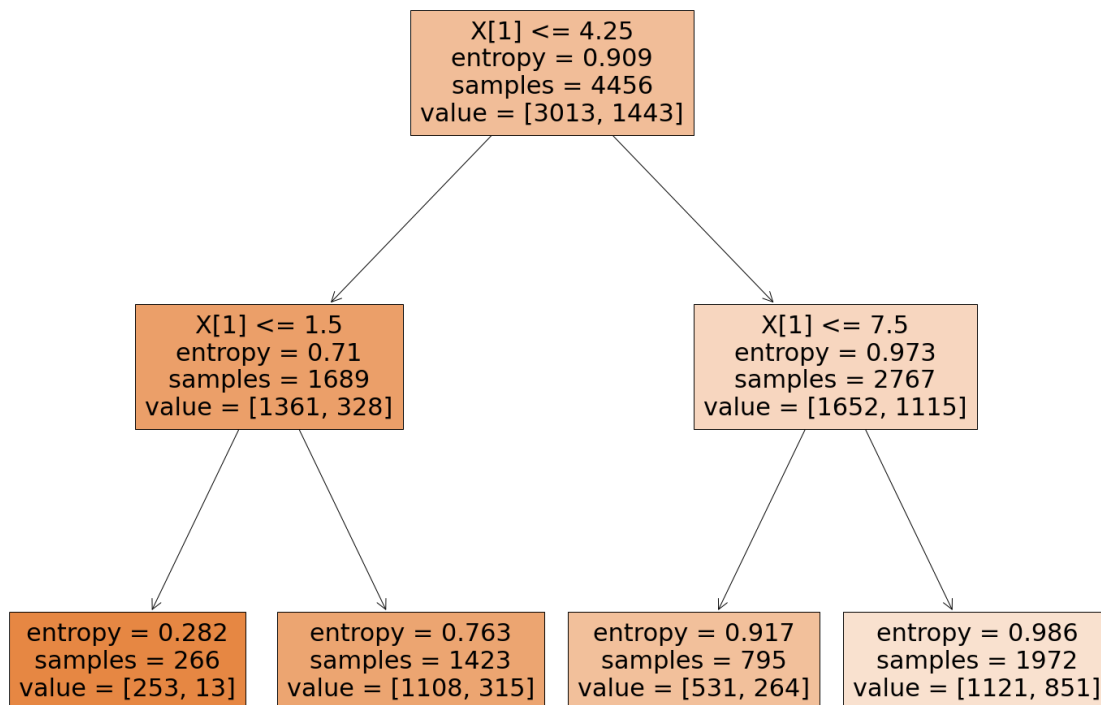 X[1] <= 4.25
entropy = 0.909
samples = 4456
value = [3013, 1443]
X[1] <= 1.5
entropy = 0.71
samples = 1689
value = [1361, 328]
X[1] <= 7.5
entropy = 0.973
samples = 2767
value = [1652, 1115]
entropy = 0.282
samples = 266
value = [253, 13]
entropy = 0.763
samples = 1423
value = [1108, 315]
entropy = 0.917
samples = 795
value = [531, 264]
entropy = 0.986
samples = 1972
value = [1121, 851]